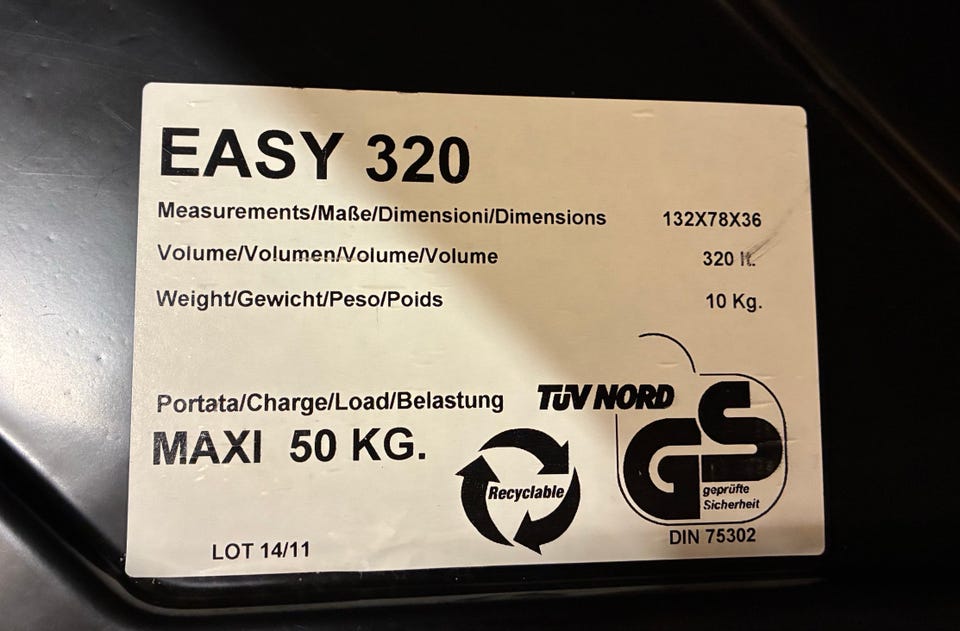 EASY 320
Measurements/Maße/Dimensioni/Dimensions 132X78X36
Volume/Volumen/Volume/Volume 320 lt.
Weight/Gewicht/Peso/Poids 10 Kg.
Portata/Charge/Load/Belastung
MAXI 50 KG.
TÜV NORD
GS
geprüfte
Sicherheit
Recyclable
DIN 75302
LOT 14/11